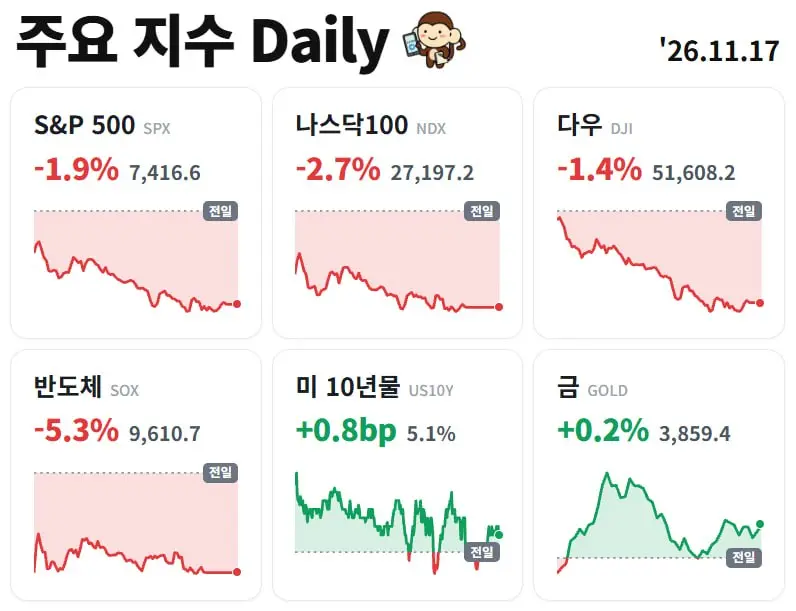 주요 지수 Daily
'26.11.17
S&P 500 SPX
-1.9% 7,416.6
전일
나스닥100 NDX
-2.7% 27,197.2
전일
다우 DJI
-1.4% 51,608.2
전일
반도체 SOX
-5.3% 9,610.7
전일
미 10년물 US10Y
+0.8bp 5.1%
전일
금 GOLD
+0.2% 3,859.4
전일